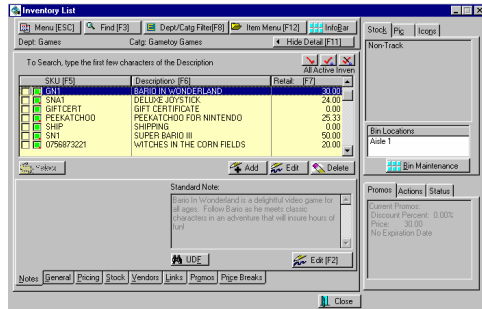 Inventory List
Menu [ESC] Find [F3] Dept/Catg Filter[F8] Item Menu [F12] InfoBar
Dept: Games Catg: Gametoy Games Hide Detail [F11]
To Search, type the first few characters of the Description
All Active Inven
SKU [F5] Description> [F6] Retail: [F7]
GN1 BARIO IN WONDERLAND 30.00
SNA1 DELUXE JOYSTICK 24.00
GIFTCERT GIFT CERTIFICATE 0.00
PEEKATCHOO PEEKATCHOO FOR NINTENDO 25.33
SHIP SHIPPING 0.00
SN1 SUPER BARIO III 50.00
0756873221 WITCHES IN THE CORN FIELDS 20.00
Select Add Edit Delete
Standard Note:
Bario In Wonderland is a delightful video game for
all ages. Follow Bario as he meets classic
characters in an adventure that will insure hours of
fun!
UDF Edit [F2]
Notes General Pricing Stock Vendors Links Promos Price Breaks
Stock Pic Icons
Non-Track
Bin Locations
Aisle 1
Bin Maintenance
Promos Actions Status
Current Promos:
Discount Percent: 0.00%
Price: 30.00
No Expiration Date
Close